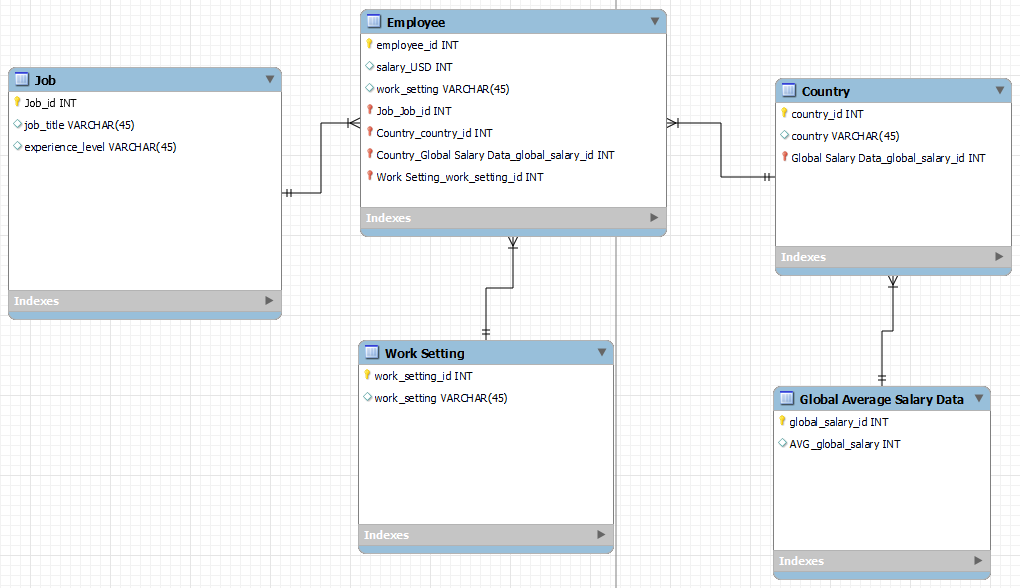 Employee
employee_id INT
salary_USD INT
work_setting VARCHAR(45)
Job_Job_id INT
Country_country_id INT
Country_Global Salary Data_global_salary_id INT
Work Setting_work_setting_id INT
Indexes
Job
Job_id INT
job_title VARCHAR(45)
experience_level VARCHAR(45)
Indexes
Country
country_id INT
country VARCHAR(45)
Global Salary Data_global_salary_id INT
Indexes
Work Setting
work_setting_id INT
work_setting VARCHAR(45)
Indexes
Global Average Salary Data
global_salary_id INT
AVG_global_salary INT
Indexes